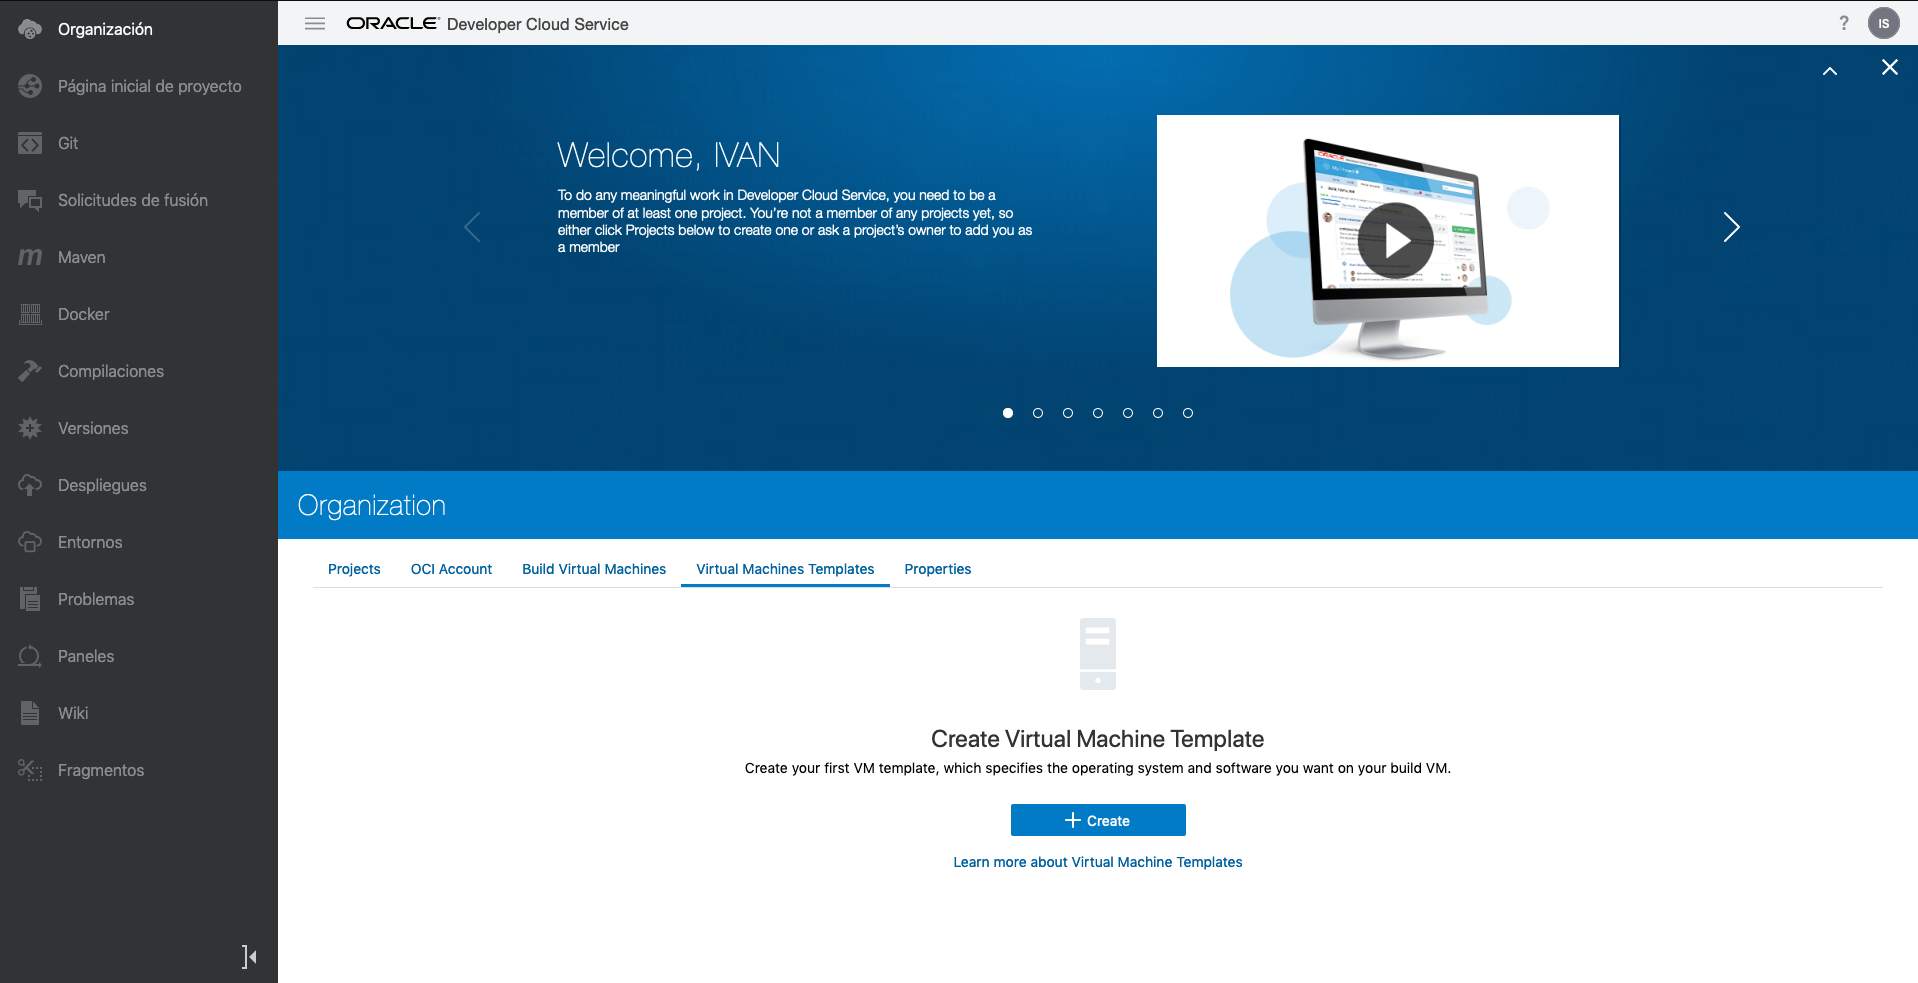 Organización
Página inicial de proyecto
Git
Solicitudes de fusión
Maven
Docker
Compilaciones
Versiones
Despliegues
Entornos
Problemas
Paneles
Wiki
Fragmentos
ORACLE Developer Cloud Service
? IS
Welcome, IVAN
To do any meaningful work in Developer Cloud Service, you need to be a
member of at least one project. You're not a member of any projects yet, so
either click Projects below to create one or ask a project's owner to add you as
a member
Organization
Projects OCI Account Build Virtual Machines Virtual Machines Templates Properties
Create Virtual Machine Template
Create your first VM template, which specifies the operating system and software you want on your build VM.
Create
Learn more about Virtual Machine Templates